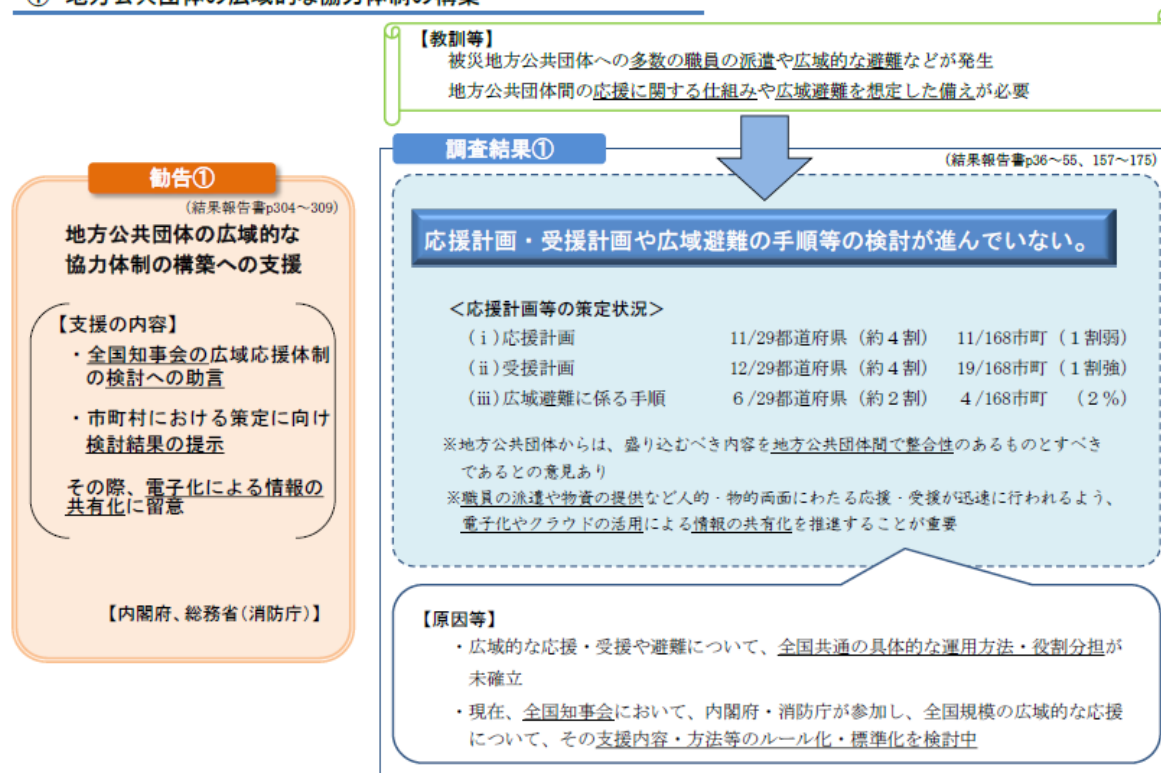 ① 地方公共団体の広域的な協力体制の構築
【教訓等】
被災地方公共団体への多数の職員の派遣や広域的な避難などが発生
地方公共団体間の応援に関する仕組みや広域避難を想定した備えが必要
調査結果①
(結果報告書p36～55、157～175)
応援計画・受援計画や広域避難の手順等の検討が進んでいない。
＜応援計画等の策定状況＞
(ⅰ)応援計画 11/29都道府県（約４割） 11/168市町（１割弱）
(ⅱ)受援計画 12/29都道府県（約４割） 19/168市町（１割強）
(ⅲ)広域避難に係る手順 ６/29都道府県（約２割） ４/168市町 （２％）
※地方公共団体からは、盛り込むべき内容を地方公共団体間で整合性のあるものとすべき
であるとの意見あり
※職員の派遣や物資の提供など人的・物的両面にわたる応援・受援が迅速に行われるよう、
電子化やクラウドの活用による情報の共有化を推進することが重要
【原因等】
・広域的な応援・受援や避難について、全国共通の具体的な運用方法・役割分担が
未確立
・現在、全国知事会において、内閣府・消防庁が参加し、全国規模の広域的な応援
について、その支援内容・方法等のルール化・標準化を検討中
勧告①
(結果報告書p304～309)
地方公共団体の広域的な
協力体制の構築への支援
【支援の内容】
・全国知事会の広域応援体制
の検討への助言
・市町村における策定に向け
検討結果の提示
その際、電子化による情報の
共有化に留意
【内閣府、総務省(消防庁)】